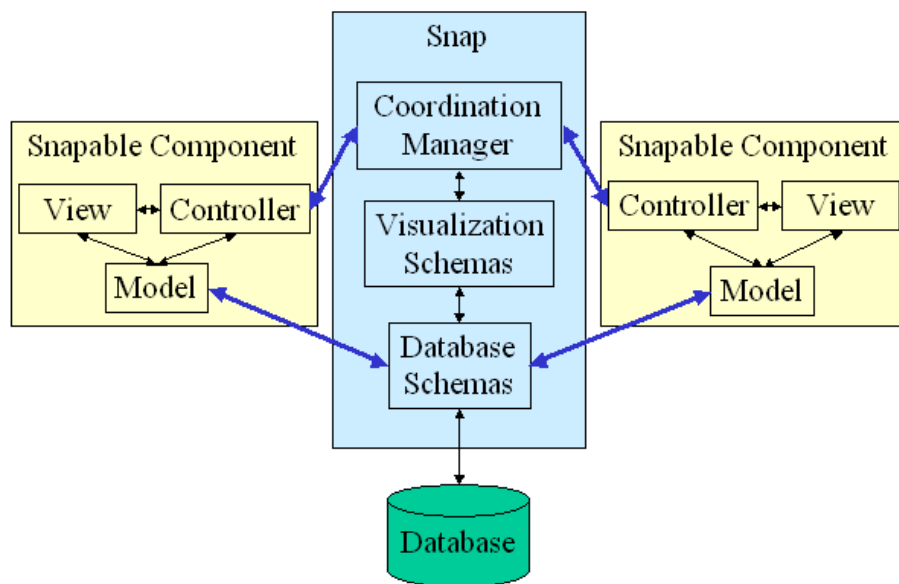 Snap
Coordination
Manager
Visualization
Schemas
Database
Schemas
Database
Snapable Component
View
Controller
Model
Snapable Component
Controller
View
Model